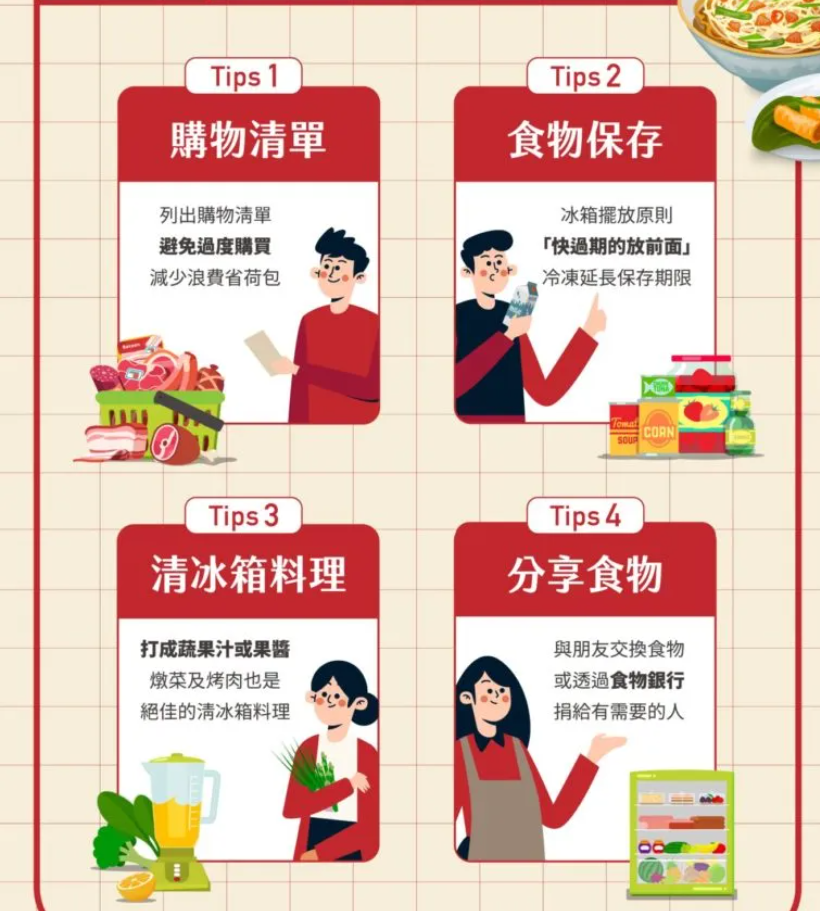 Tips 1
購物清單
列出購物清單
避免過度購買
減少浪費省荷包
Tips 2
食物保存
冰箱擺放原則
「快過期的放前面」
冷凍延長保存期限
Tomato
SOUP
CORN
Tips 3
清冰箱料理
打成蔬果汁或果醬
燉菜及烤肉也是
絕佳的清冰箱料理
Tips 4
分享食物
與朋友交換食物
或透過食物銀行
捐給有需要的人